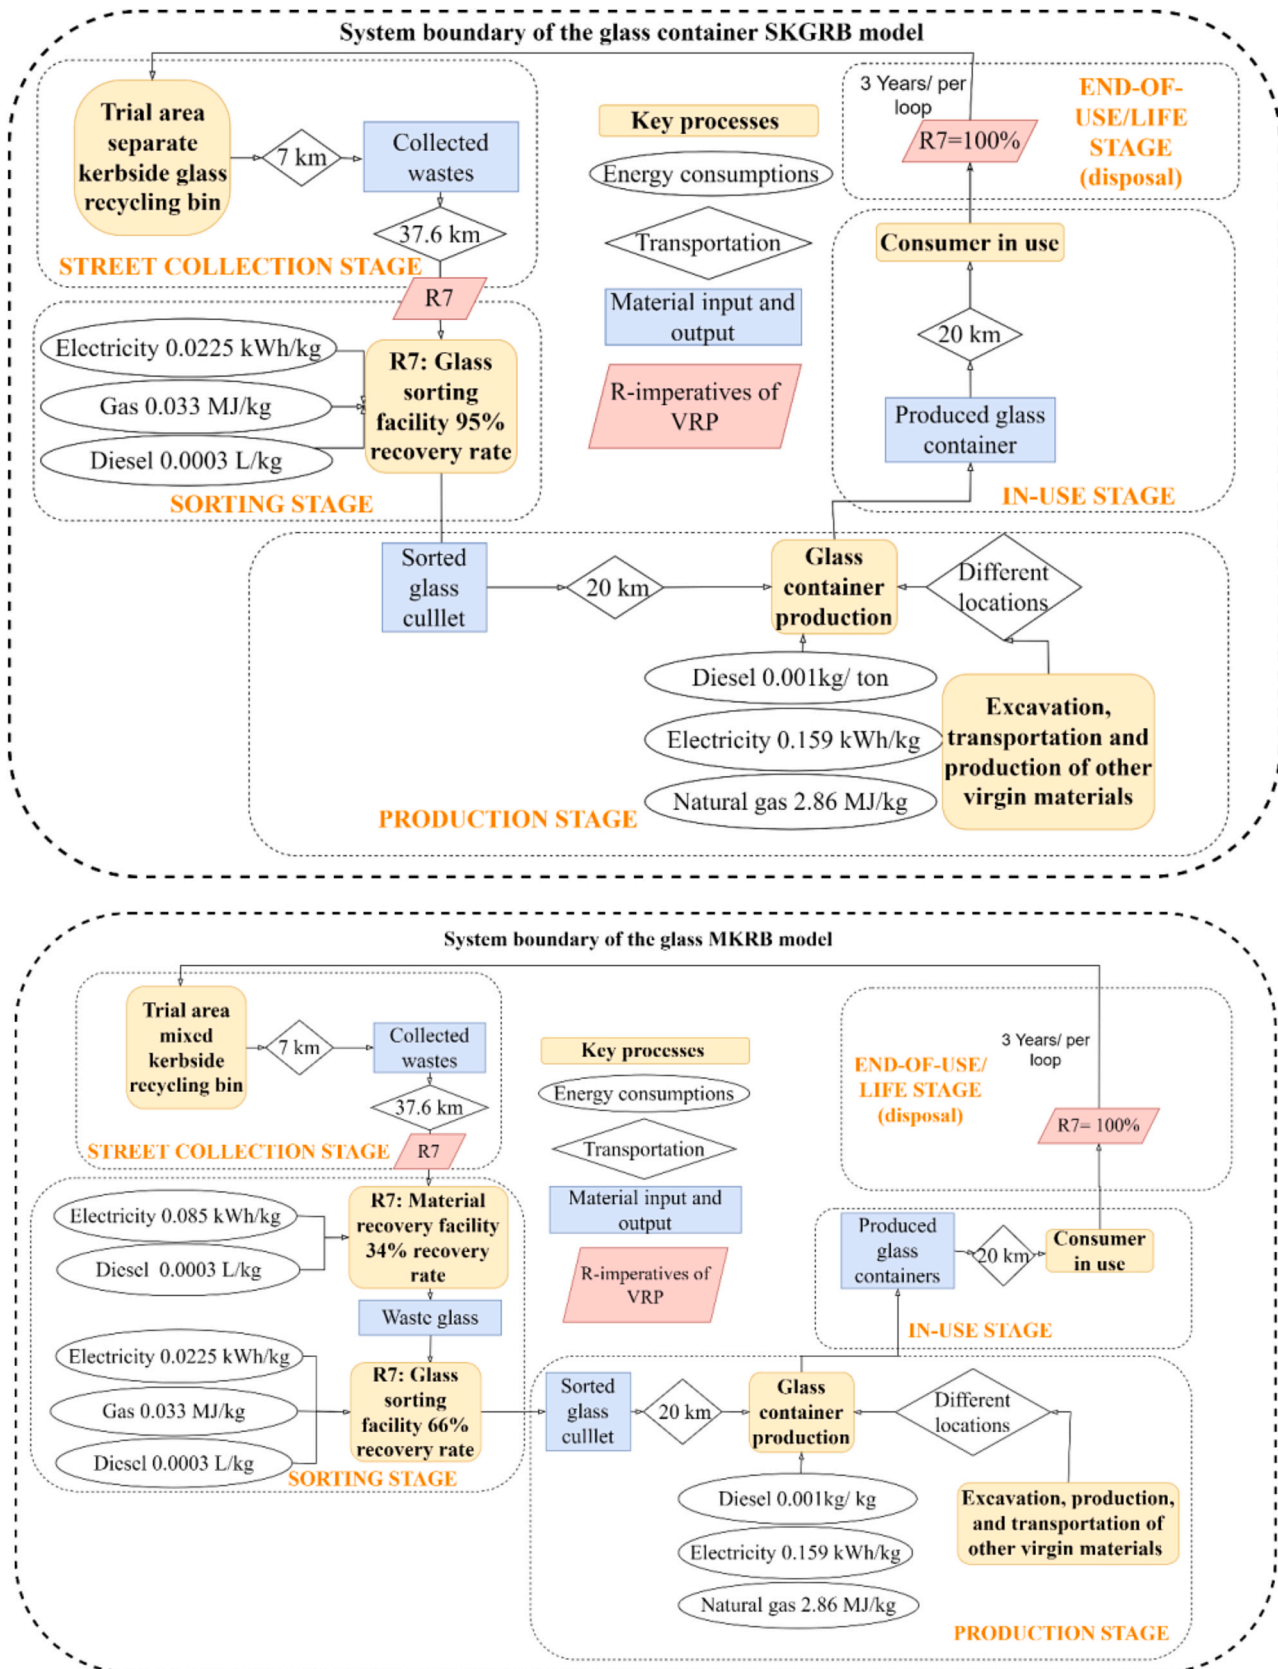 System boundary of the glass container SKGRB model
Trial area
separate
kerbside glass
recycling bin
7 km
Collected
wastes
37.6 km
STREET COLLECTION STAGE
R7
Key processes
Energy consumptions
Transportation
Material input and
output
R-imperatives of
VRP
3 Years/ per
loop
R7=100%
END-OF-
USE/LIFE
STAGE
(disposal)
Consumer in use
20 km
Produced glass
container
IN-USE STAGE
Electricity 0.0225 kWh/kg
Gas 0.033 MJ/kg
Diesel 0.0003 L/kg
R7: Glass
sorting
facility 95%
recovery rate
SORTING STAGE
Sorted
glass
culllet
20 km
Glass
container
production
Different
locations
Diesel 0.001kg/ ton
Electricity 0.159 kWh/kg
Natural gas 2.86 MJ/kg
Excavation,
transportation and
production of other
virgin materials
PRODUCTION STAGE
System boundary of the glass MKRB model
Trial area
mixed
kerbside
recycling bin
7 km
Collected
wastes
37.6 km
STREET COLLECTION STAGE
R7
Key processes
Energy consumptions
Transportation
Material input and
output
R-imperatives of
VRP
3 Years/ per
loop
END-OF-USE/
LIFE STAGE
(disposal)
R7= 100%
Electricity 0.085 kWh/kg
Diesel 0.0003 L/kg
R7: Material
recovery facility
34% recovery
rate
Waste glass
Electricity 0.0225 kWh/kg
Gas 0.033 MJ/kg
Diesel 0.0003 L/kg
R7: Glass
sorting
facility 66%
recovery rate
SORTING STAGE
Produced
glass
containers
20 km
Consumer
in use
IN-USE STAGE
Sorted
glass
culllet
20 km
Glass
container
production
Different
locations
Diesel 0.001kg/ kg
Electricity 0.159 kWh/kg
Natural gas 2.86 MJ/kg
Excavation, production,
and transportation of
other virgin materials
PRODUCTION STAGE